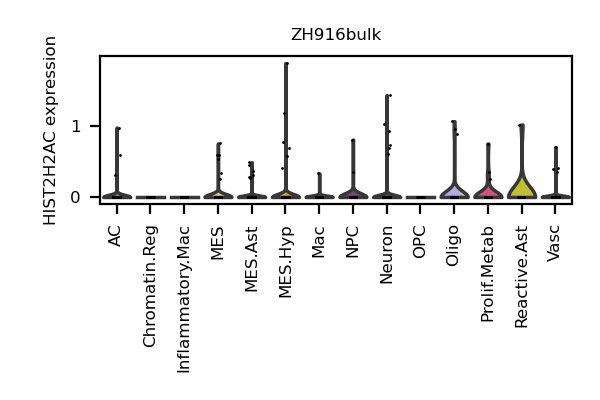 ZH916bulk
HIST2H2AC expression
1
0
AC
Chromatin.Reg
Inflammatory.Mac
MES
MES.Ast
MES.Hyp
Mac
NPC
Neuron
OPC
Oligo
Prolif.Metab
Reactive.Ast
Vasc